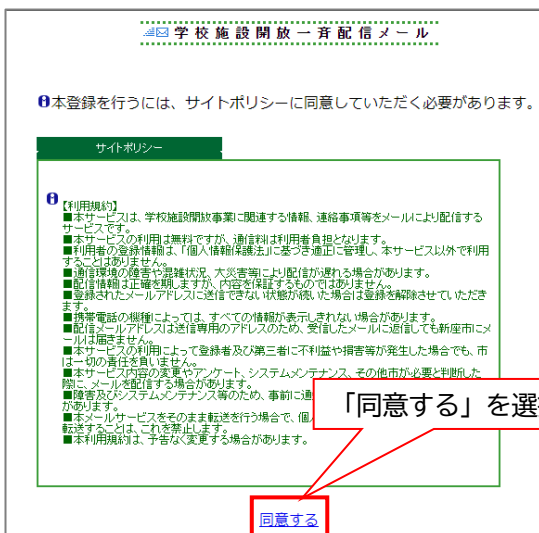 学校施設開放一斉配信メール
本登録を行うには、サイトポリシーに同意していただく必要があります。
サイトポリシー
【利用規約】
■本サービスは、学校施設開放事業に関連する情報、連絡事項等をメールにより配信する
サービスです。
■本サービスの利用は無料ですが、通信料は利用者負担となります。
■利用者の登録情報は、「個人情報保護法」に基づき適正に管理し、本サービス以外で利用
することはありません。
■通信環境の障害や混雑状況、大災害等により配信が遅れる場合があります。
■配信情報は正確を期しますが、内容を保証するものではありません。
■登録されたメールアドレスに送信できない状態が続いた場合は登録を解除させていただき
ます。
■携帯電話の機種によっては、すべての情報が表示しきれない場合があります。
■配信メールアドレスは送信専用のアドレスのため、受信したメールに返信しても新座市にメ
ールは届きません。
■本サービスの利用によって登録者及び第三者に不利益や損害等が発生した場合でも、市
は一切の責任を負いません。
■本サービス内容の変更やアンケート、システムメンテナンス、その他市が必要と判断した
際に、メールを配信する場合があります。
■障害及びシステムメンテナンス等のため、事前に通
があります。
■本メールサービスをそのまま転送を行う場合で、個
転送することは、これを禁止します。
■本利用規約は、予告なく変更する場合があります。
「同意する」を選
同意する